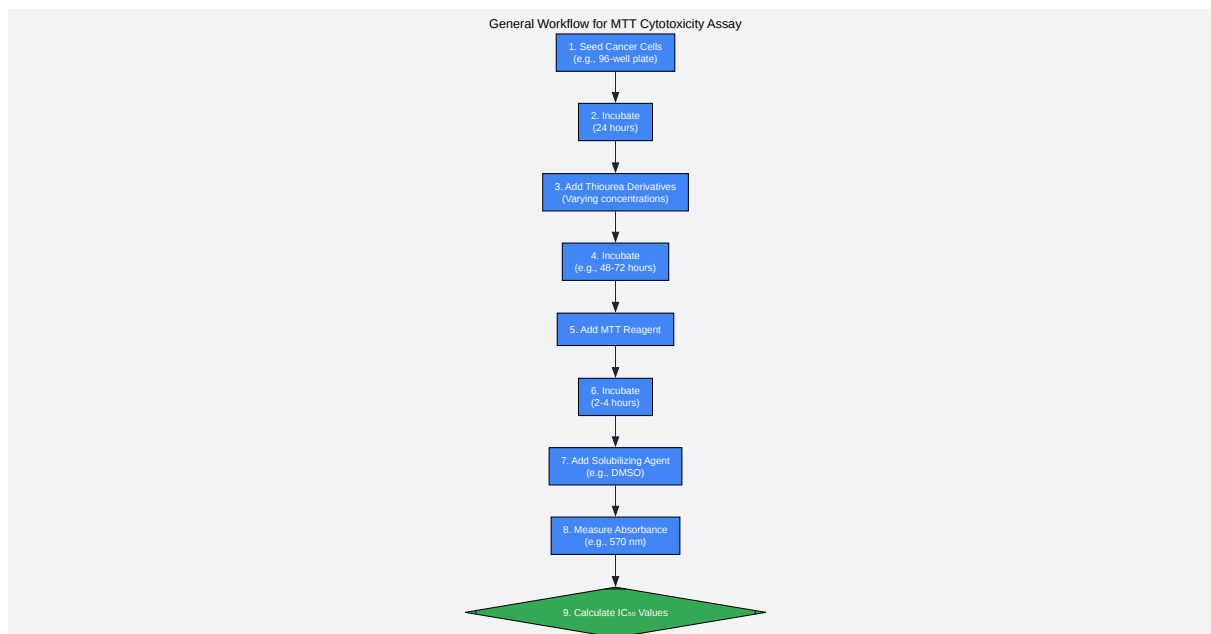 General Workflow for MTT Cytotoxicity Assay
1. Seed Cancer Cells
(e.g., 96-well plate)
2. Incubate
(24 hours)
3. Add Thiourea Derivatives
(Varying concentrations)
4. Incubate
(e.g., 48-72 hours)
5. Add MTT Reagent
6. Incubate
(2-4 hours)
7. Add Solubilizing Agent
(e.g., DMSO)
8. Measure Absorbance
(e.g., 570 nm)
9. Calculate IC₅₀ Values